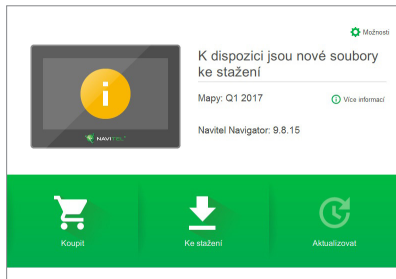 Možnosti
K dispozici jsou nové soubory
ke stažení
Mapy: Q1 2017
Více informací
Navitel Navigator: 9.8.15
NAVITEL
Koupit
Ke stažení
Aktualizovat